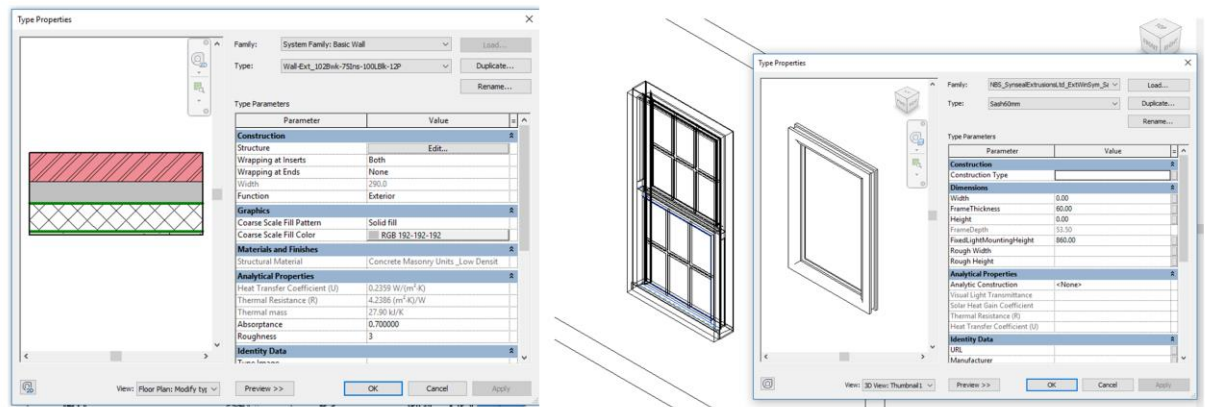 Type Properties
Family: System Family: Basic Wall Load...
Type: Wall-Ext_102Bwk-75Ins-100LBlk-12P Duplicate...
Rename...
Type Parameters
Parameter Value =
Construction
Structure Edit...
Wrapping at Inserts Both
Wrapping at Ends None
Width 290.0
Function Exterior
Graphics
Coarse Scale Fill Pattern Solid fill
Coarse Scale Fill Color RGB 192-192-192
Materials and Finishes
Structural Material Concrete Masonry Units _Low Densit
Analytical Properties
Heat Transfer Coefficient (U) 0.2359 W/(m²·K)
Thermal Resistance (R) 4.2386 (m²·K)/W
Thermal mass 27.90 kJ/K
Absorptance 0.700000
Roughness 3
Identity Data
Type Image
View: Floor Plan: Modify typ Preview >> OK Cancel Apply
Type Properties
Family: NBS_SynsealExtrusionsLtd_ExtWinSym_Sa Load...
Type: Sash60mm Duplicate...
Rename...
Type Parameters
Parameter Value =
Construction
Construction Type
Dimensions
Width 0.00
FrameThickness 60.00
Height 0.00
FrameDepth 53.50
FixedLightMountingHeight 860.00
Rough Width
Rough Height
Analytical Properties
Analytic Construction <None>
Visual Light Transmittance
Solar Heat Gain Coefficient
Thermal Resistance (R)
Heat Transfer Coefficient (U)
Identity Data
URL
Manufacturer
View: 3D View: Thumbnail1 Preview >> OK Cancel Apply